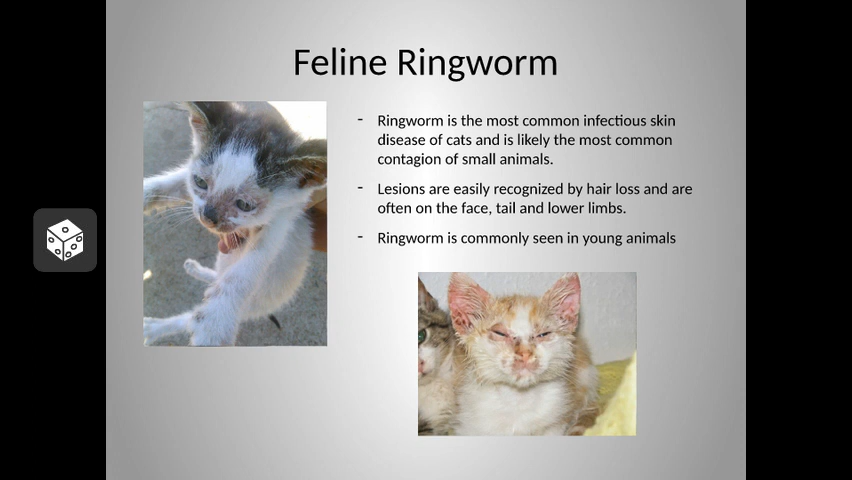 Feline Ringworm
- Ringworm is the most common infectious skin
disease of cats and is likely the most common
contagion of small animals.
- Lesions are easily recognized by hair loss and are
often on the face, tail and lower limbs.
- Ringworm is commonly seen in young animals